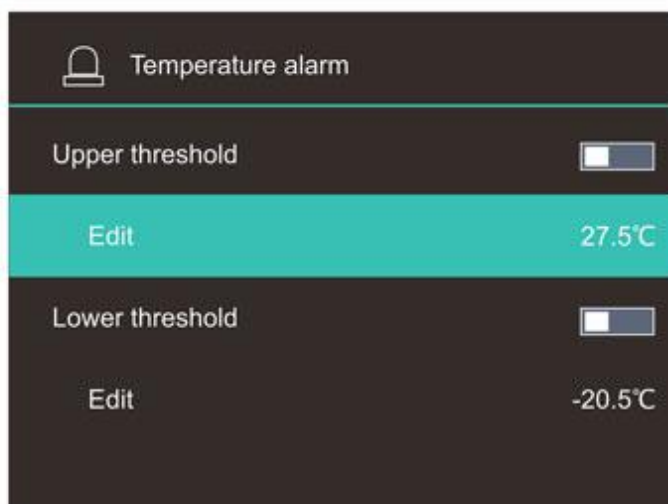 Temperature alarm
Upper threshold
Edit 27.5℃
Lower threshold
Edit -20.5℃